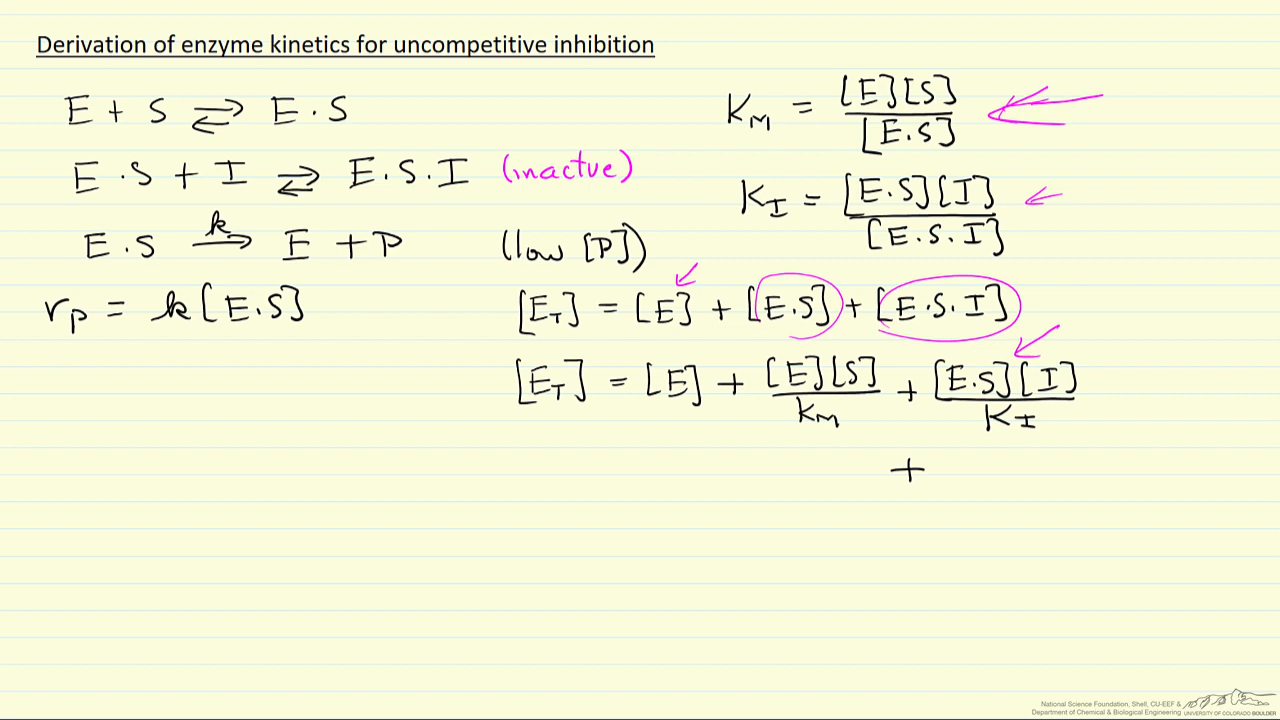 Derivation of enzyme kinetics for uncompetitive inhibition
E + S ⇌ E·S
K_M = [E][S] / [E.S]
E·S + I ⇌ E.S.I (inactve)
K_I = [E.S][I] / [E.S.I]
E.S →k E + P (low [P])
r_p = k[E.S]
[E_T] = [E] + [E.S] + [E.S.I]
[E_T] = [E] + [E][S] / K_M + [E.S][I] / K_I
+
National Science Foundation, Shell, CU-EEF &
Department of Chemical & Biological Engineering UNIVERSITY OF COLORADO BOULDER